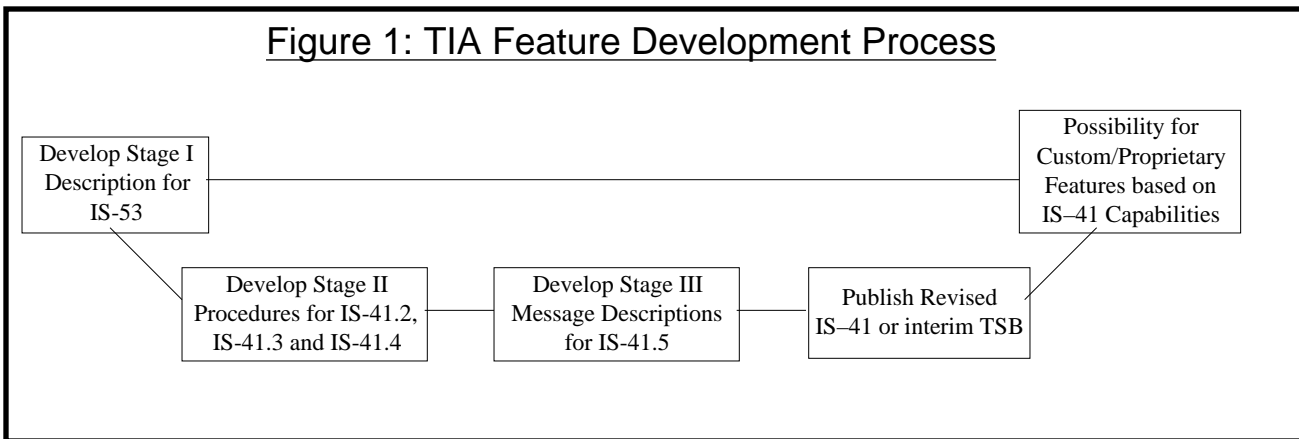 Figure 1: TIA Feature Development Process
Develop Stage I
Description for
IS-53
Possibility for
Custom/Proprietary
Features based on
IS–41 Capabilities
Develop Stage II
Procedures for IS-41.2,
IS-41.3 and IS-41.4
Develop Stage III
Message Descriptions
for IS-41.5
Publish Revised
IS–41 or interim TSB